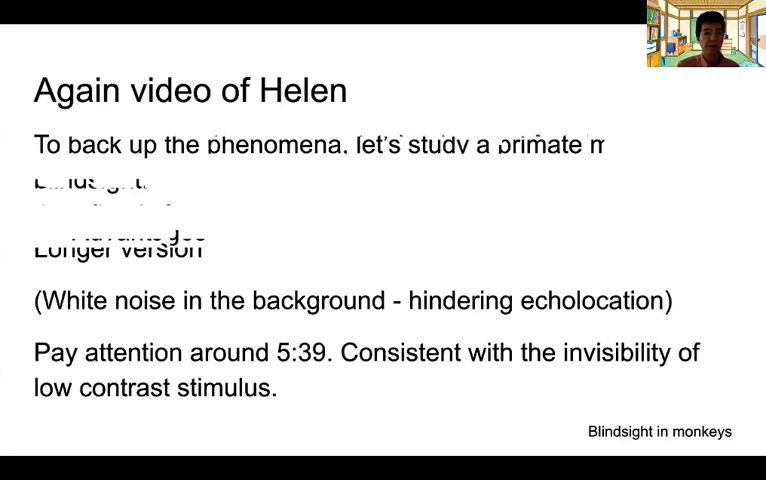 Again video of Helen
To back up the phenomena, let's study a primate
Longer version
(White noise in the background - hindering echolocation)
Pay attention around 5:39. Consistent with the invisibility of
low contrast stimulus.
Blindsight in monkeys